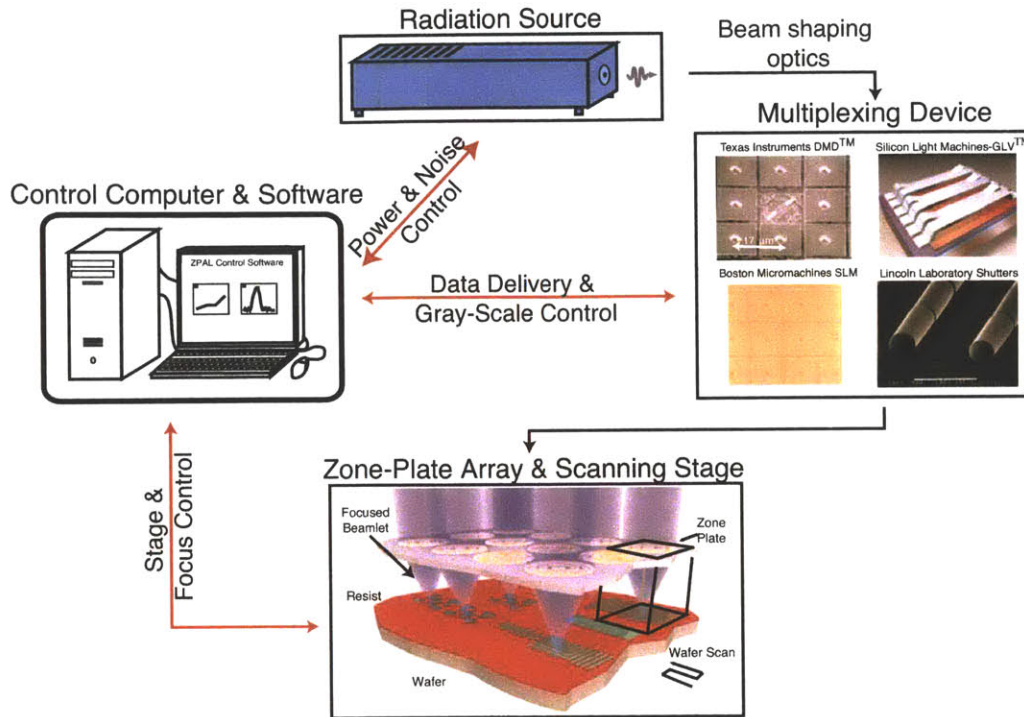 Radiation Source
Beam shaping
optics
Multiplexing Device
Texas Instruments DMD™
Silicon Light Machines-GLV™
17 µm
Boston Micromachines SLM
Lincoln Laboratory Shutters
Control Computer & Software
ZPAL Control Software
Power & Noise
Control
Data Delivery &
Gray-Scale Control
Stage &
Focus Control
Zone-Plate Array & Scanning Stage
Focused
Beamlet
Zone
Plate
Resist
Wafer Scan
Wafer